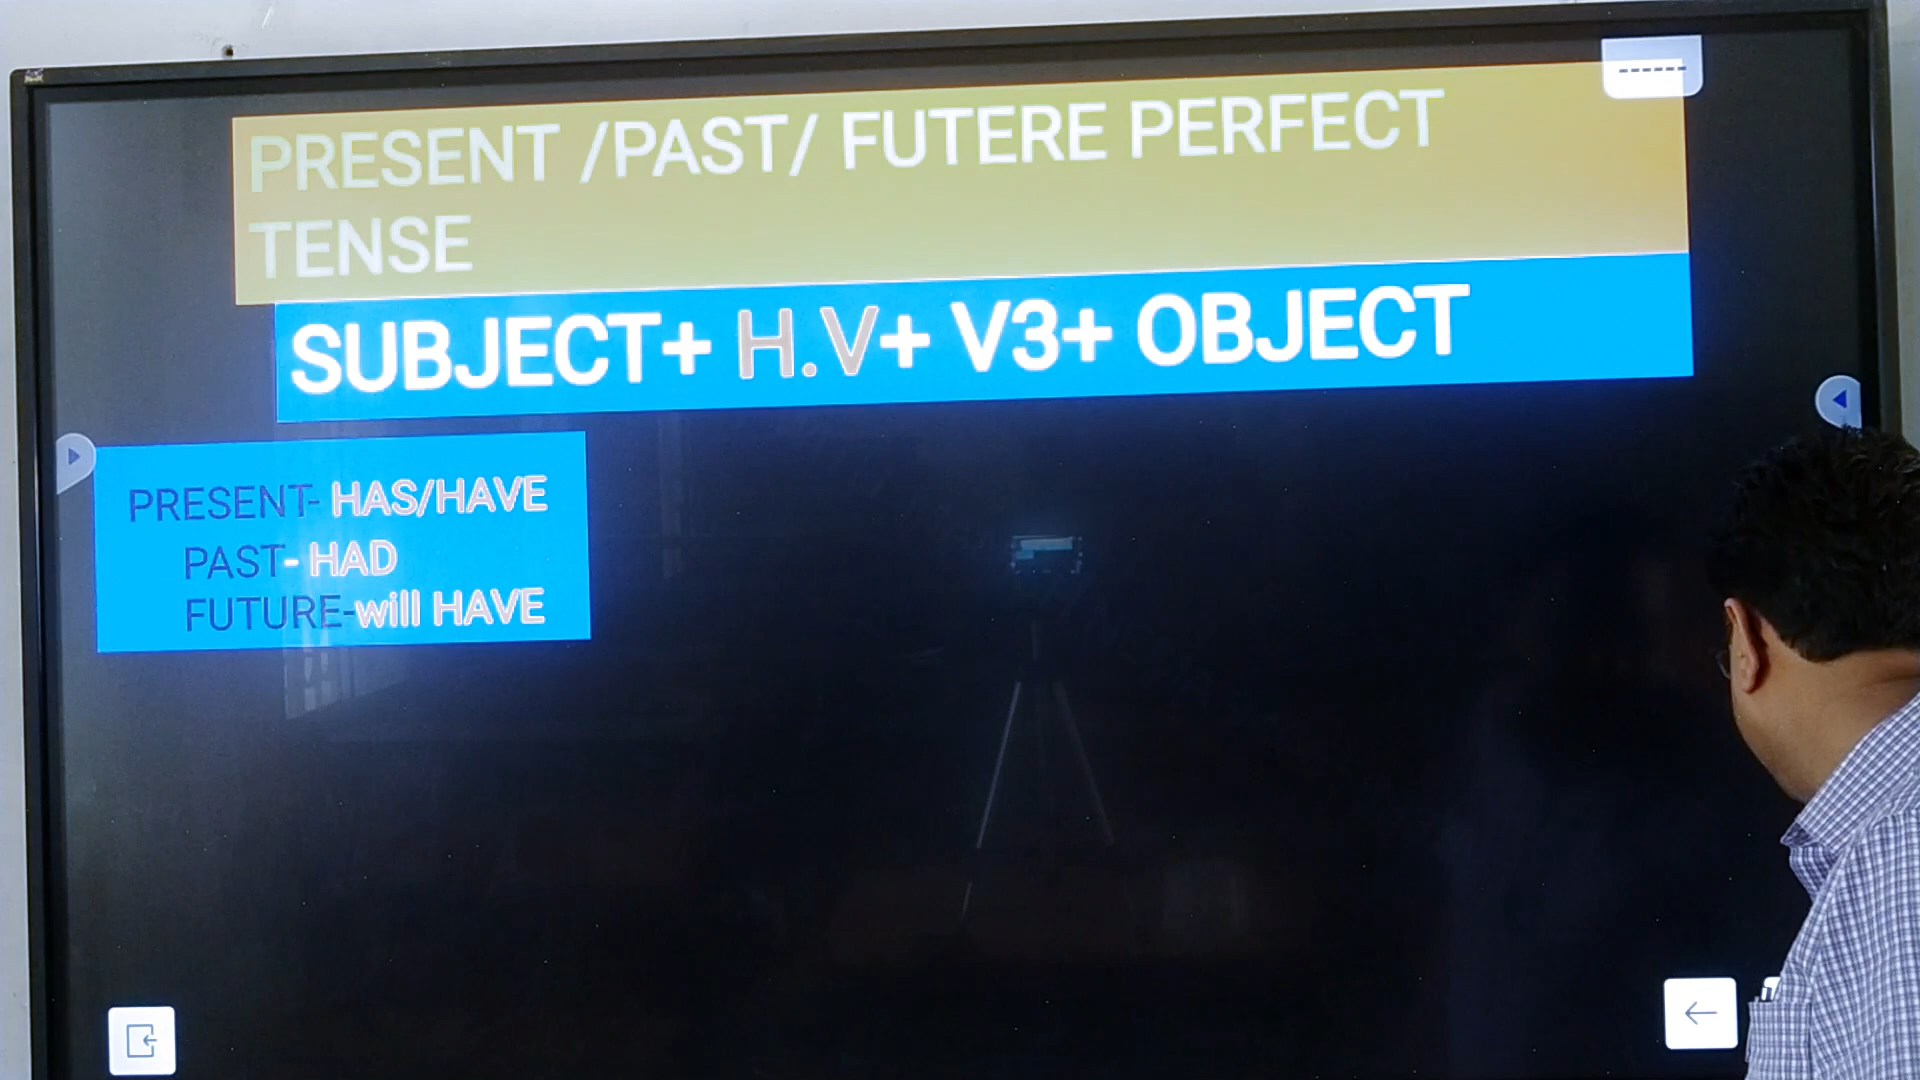 PRESENT /PAST/ FUTERE PERFECT
TENSE
SUBJECT+ H.V+ V3+ OBJECT
PRESENT- HAS/HAVE
PAST- HAD
FUTURE-will HAVE